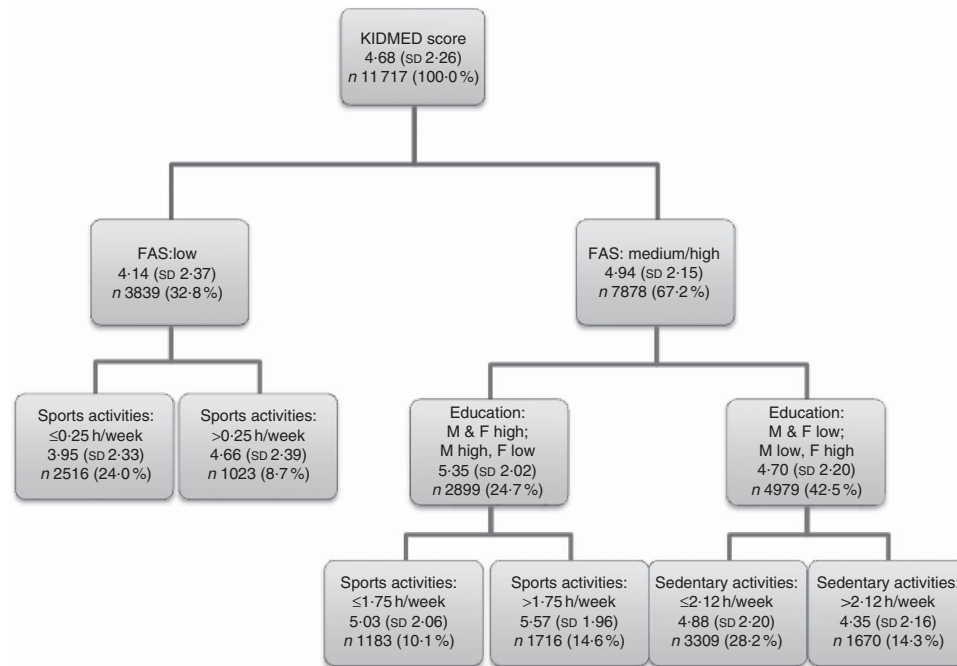 KIDMED score
4·68 (SD 2·26)
n 11 717 (100·0 %)
FAS:low
4·14 (SD 2·37)
n 3839 (32·8 %)
FAS: medium/high
4·94 (SD 2·15)
n 7878 (67·2 %)
Sports activities:
≤0·25 h/week
3·95 (SD 2·33)
n 2516 (24·0 %)
Sports activities:
>0·25 h/week
4·66 (SD 2·39)
n 1023 (8·7 %)
Education:
M & F high;
M high, F low
5·35 (SD 2·02)
n 2899 (24·7 %)
Education:
M & F low;
M low, F high
4·70 (SD 2·20)
n 4979 (42·5 %)
Sports activities:
≤1·75 h/week
5·03 (SD 2·06)
n 1183 (10·1 %)
Sports activities:
>1·75 h/week
5·57 (SD 1·96)
n 1716 (14·6 %)
Sedentary activities:
≤2·12 h/week
4·88 (SD 2·20)
n 3309 (28·2 %)
Sedentary activities:
>2·12 h/week
4·35 (SD 2·16)
n 1670 (14·3 %)